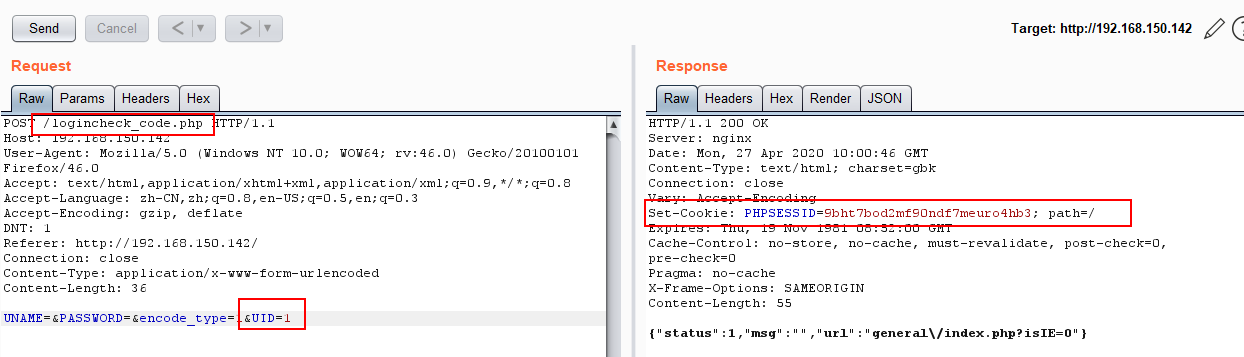 Send Cancel < | ▼ > | ▼ Target: http://192.168.150.142
Request
Raw Params Headers Hex
POST /logincheck_code.php HTTP/1.1
Host: 192.168.150.142
User-Agent: Mozilla/5.0 (Windows NT 10.0; WOW64; rv:46.0) Gecko/20100101
Firefox/46.0
Accept: text/html,application/xhtml+xml,application/xml;q=0.9,*/*;q=0.8
Accept-Language: zh-CN,zh;q=0.8,en-US;q=0.5,en;q=0.3
Accept-Encoding: gzip, deflate
DNT: 1
Referer: http://192.168.150.142/
Connection: close
Content-Type: application/x-www-form-urlencoded
Content-Length: 36
UNAME=&PASSWORD=&encode_type=1&UID=1
Response
Raw Headers Hex Render JSON
HTTP/1.1 200 OK
Server: nginx
Date: Mon, 27 Apr 2020 10:00:46 GMT
Content-Type: text/html; charset=gbk
Connection: close
Vary: Accept-Encoding
Set-Cookie: PHPSESSID=9bht7bod2mf90ndf7meuro4hb3; path=/
Expires: Thu, 19 Nov 1981 08:52:00 GMT
Cache-Control: no-store, no-cache, must-revalidate, post-check=0,
pre-check=0
Pragma: no-cache
X-Frame-Options: SAMEORIGIN
Content-Length: 55
{"status":1,"msg":"","url":"general\/index.php?isIE=0"}